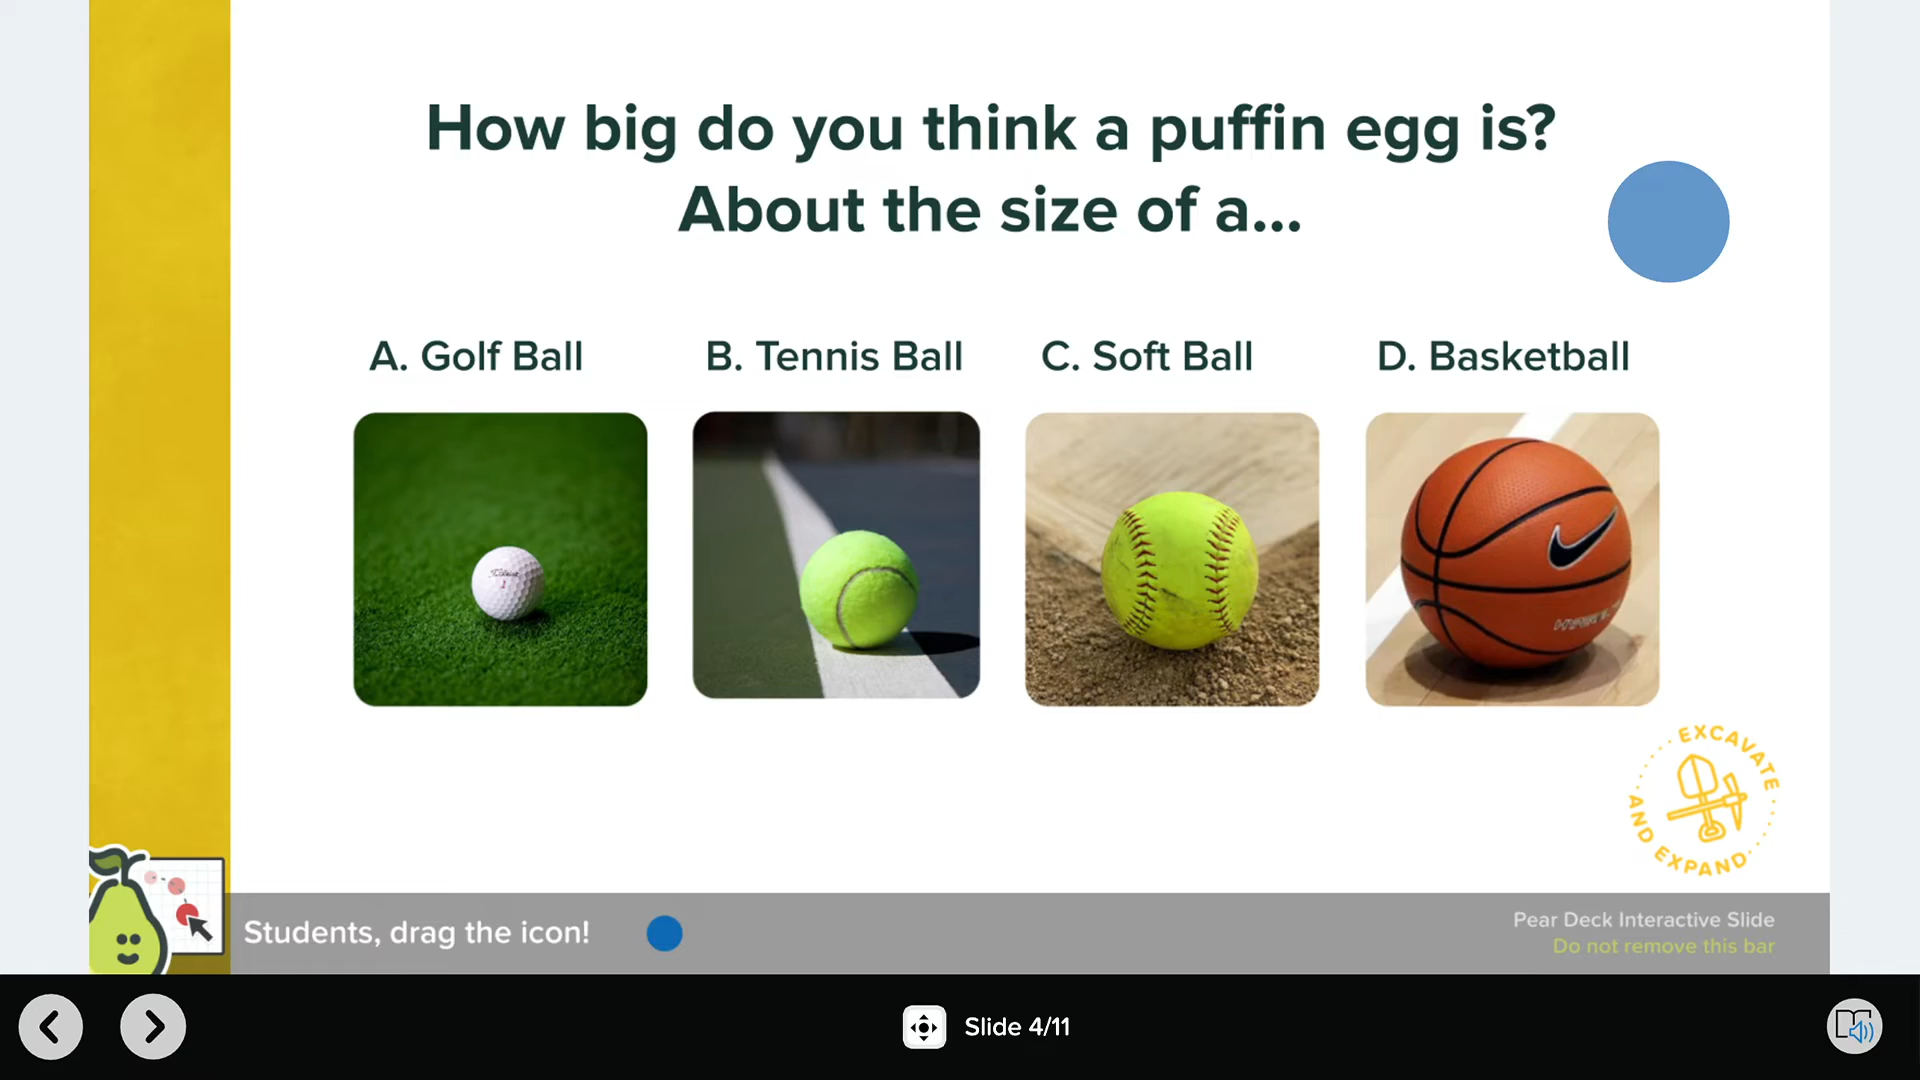 How big do you think a puffin egg is?
About the size of a...
A. Golf Ball
B. Tennis Ball
C. Soft Ball
D. Basketball
Titleist
EXCAVATE
AND EXPAND
Students, drag the icon!
Pear Deck Interactive Slide
Do not remove this bar
Slide 4/11